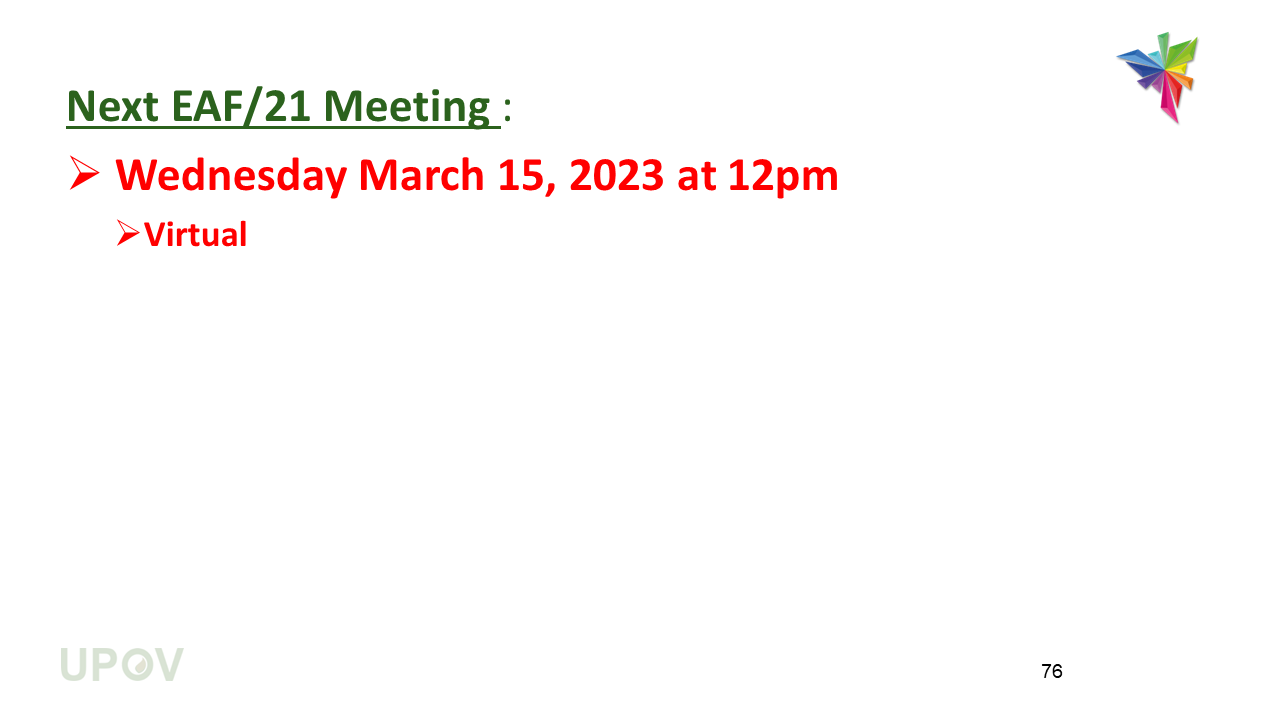 Next EAF/21 Meeting :
➢ Wednesday March 15, 2023 at 12pm
➢Virtual
UPOV
76